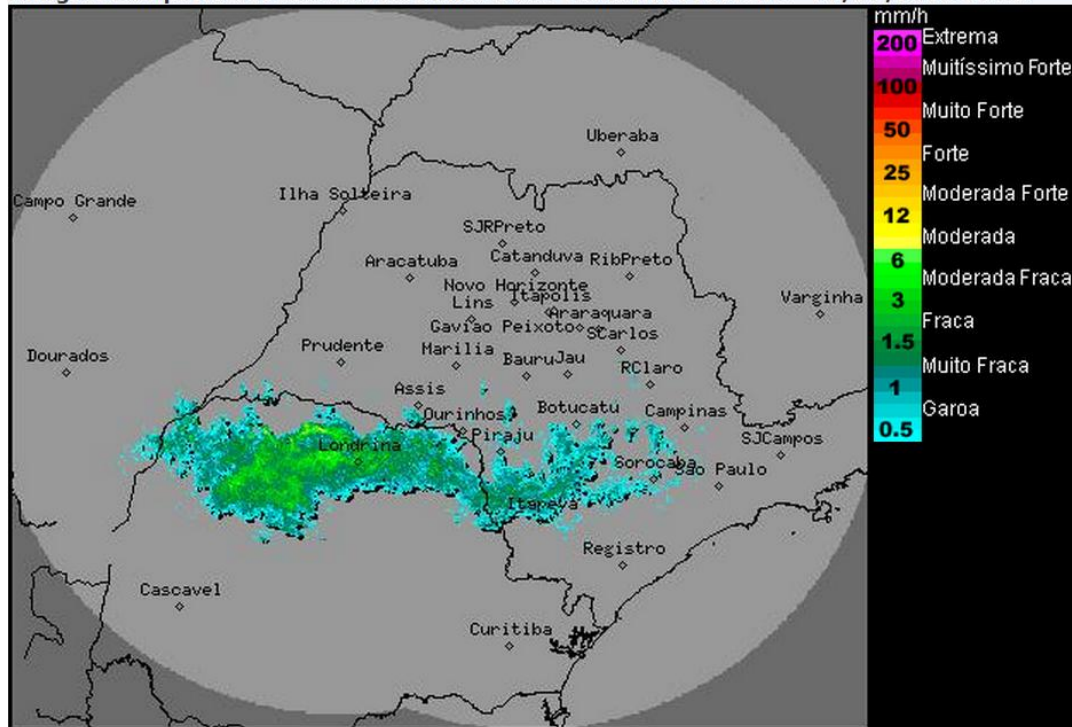 mm/h
200 Extrema
Muitíssimo Forte
100
Muito Forte
50
Forte
25
Moderada Forte
12
Moderada
6
Moderada Fraca
3
Fraca
1.5
Muito Fraca
1
Garoa
0.5
Uberaba
Ilha Solteira
Campo Grande
SJRPreto
Catanduva
RibPreto
Aracatuba
Novo Horizonte
Itapolis
Lins
Araraquara
Varginha
Gaviao Peixoto
SCarlos
Prudente
Marilia
Dourados
Bauru
Jau
RClaro
Assis
Ourinhos
Botucatu
Campinas
Piraju
SJCampos
Londrina
Sorocaba
Sao Paulo
Itapeva
Registro
Cascavel
Curitiba